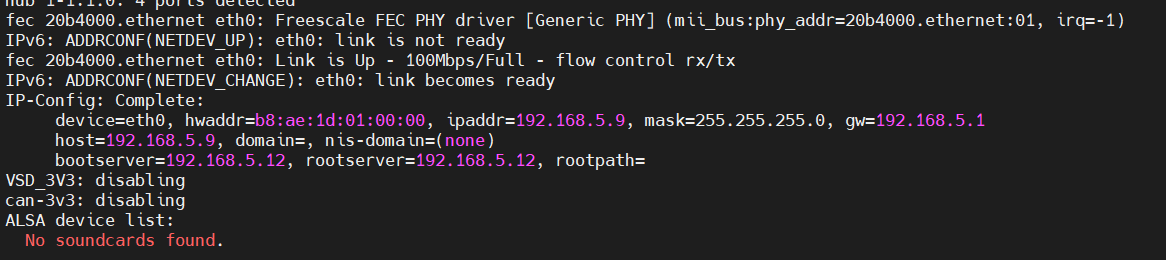 hub 1-1.1:1.0: 4 ports detected
fec 20b4000.ethernet eth0: Freescale FEC PHY driver [Generic PHY] (mii_bus:phy_addr=20b4000.ethernet:01, irq=-1)
IPv6: ADDRCONF(NETDEV_UP): eth0: link is not ready
fec 20b4000.ethernet eth0: Link is Up - 100Mbps/Full - flow control rx/tx
IPv6: ADDRCONF(NETDEV_CHANGE): eth0: link becomes ready
IP-Config: Complete:
device=eth0, hwaddr=b8:ae:1d:01:00:00, ipaddr=192.168.5.9, mask=255.255.255.0, gw=192.168.5.1
host=192.168.5.9, domain=, nis-domain=(none)
bootserver=192.168.5.12, rootserver=192.168.5.12, rootpath=
VSD_3V3: disabling
can-3v3: disabling
ALSA device list:
No soundcards found.